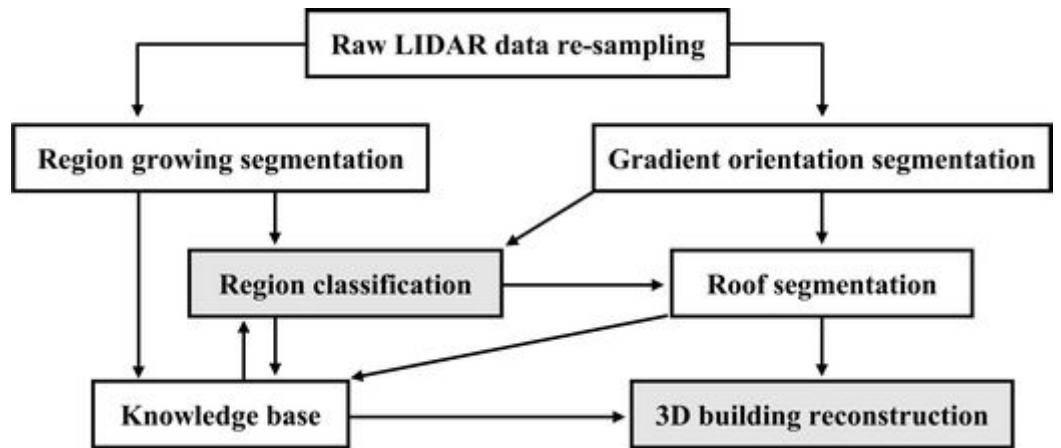 Raw LIDAR data re-sampling
Region growing segmentation
Gradient orientation segmentation
Region classification
Roof segmentation
Knowledge base
3D building reconstruction